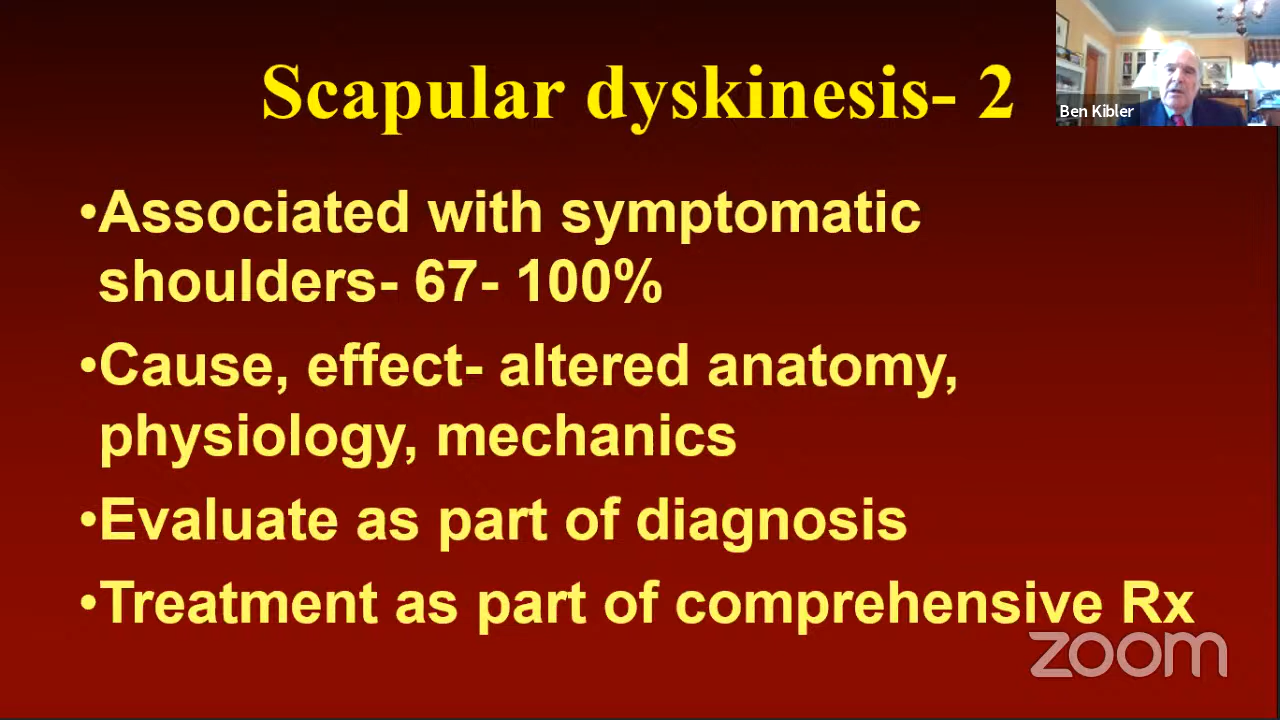 Scapular dyskinesis- 2
Ben Kibler
•Associated with symptomatic
shoulders- 67- 100%
•Cause, effect- altered anatomy,
physiology, mechanics
•Evaluate as part of diagnosis
•Treatment as part of comprehensive Rx
zoom